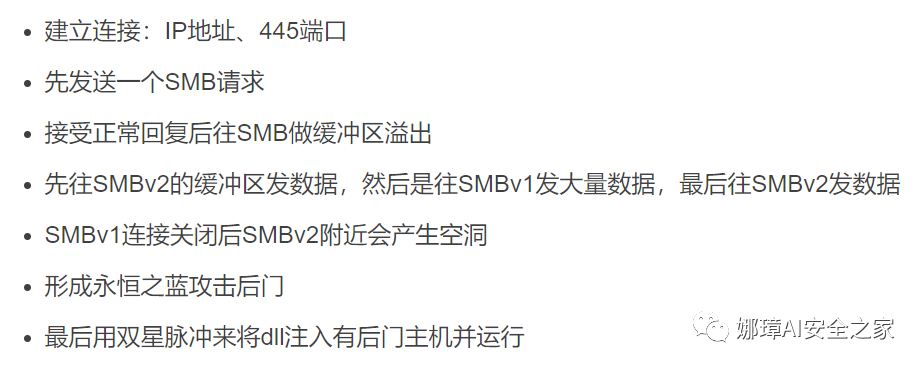 • 建立连接：IP地址、445端口
• 先发送一个SMB请求
• 接受正常回复后往SMB做缓冲区溢出
• 先往SMBv2的缓冲区发数据，然后是往SMBv1发大量数据，最后往SMBv2发数据
• SMBv1连接关闭后SMBv2附近会产生空洞
• 形成永恒之蓝攻击后门
• 最后用双星脉冲来将dll注入有后门主机并运行
娜璋AI安全之家